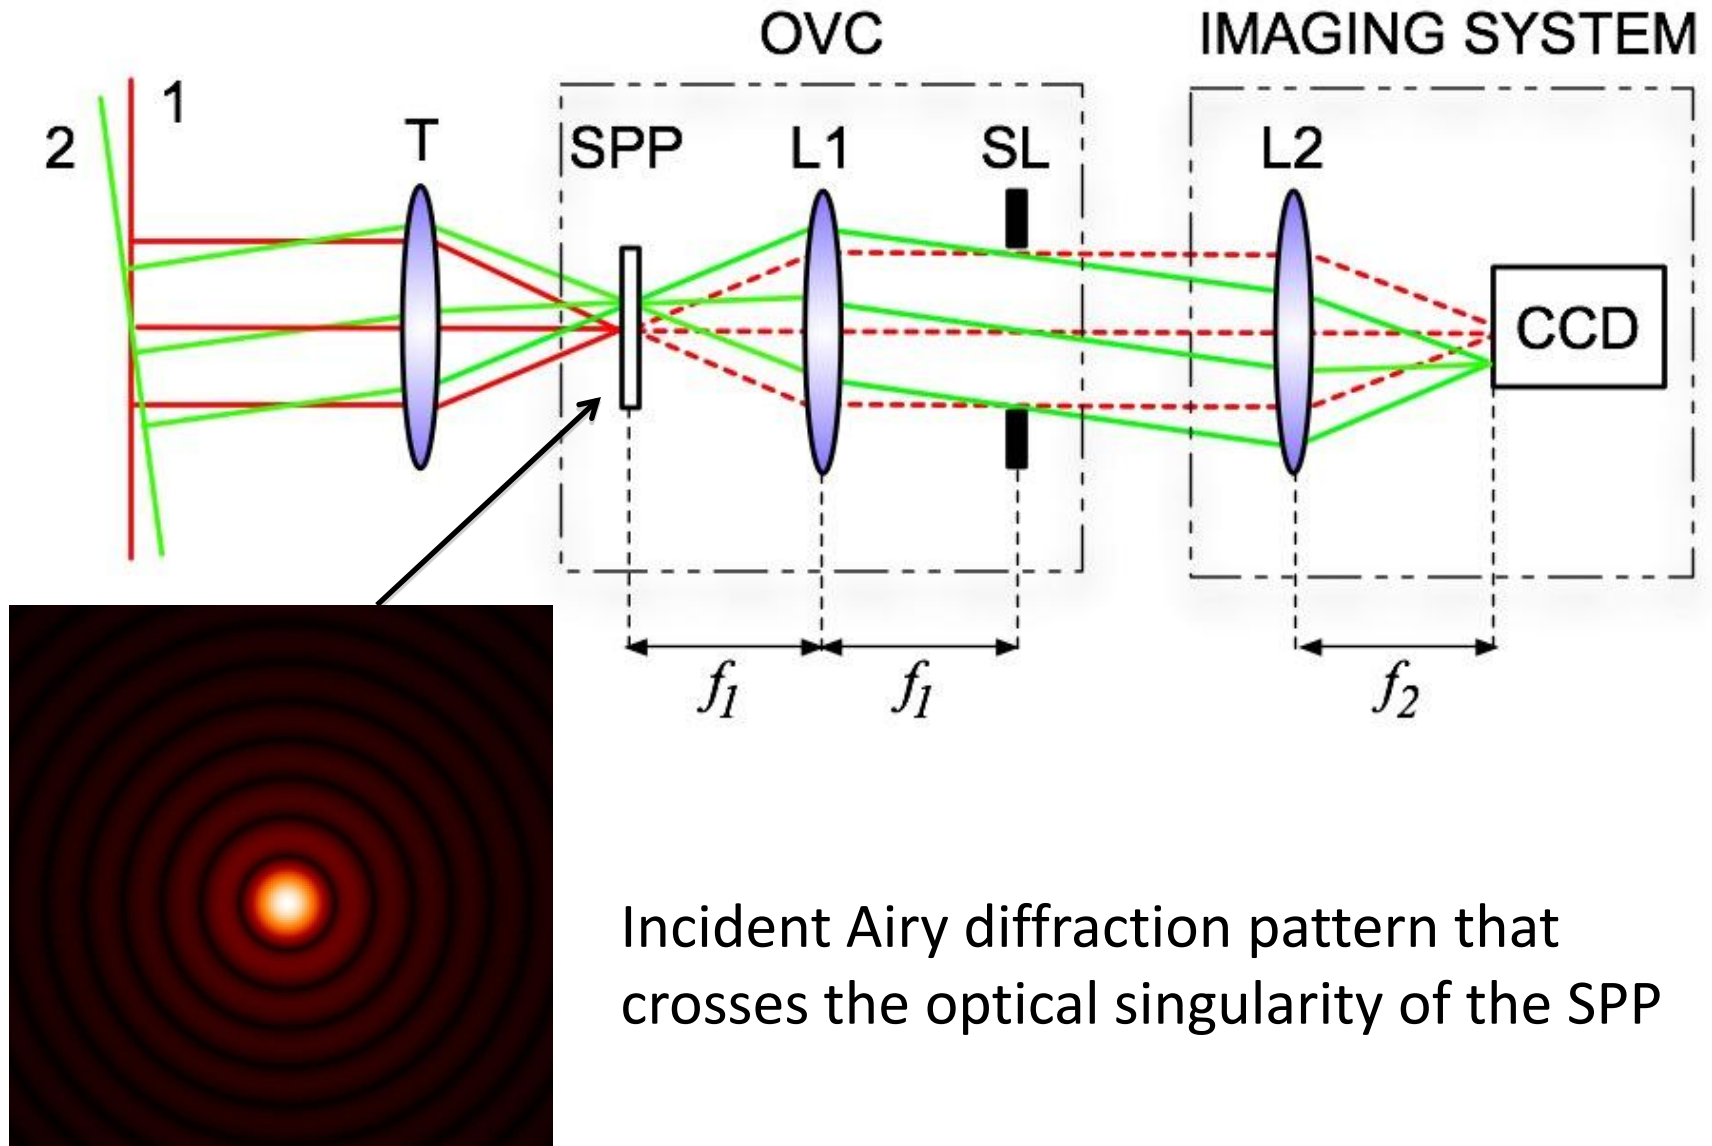 OVC
IMAGING SYSTEM
1
2
T
SPP
L1
SL
L2
CCD
f1
f1
f2
Incident Airy diffraction pattern that
crosses the optical singularity of the SPP